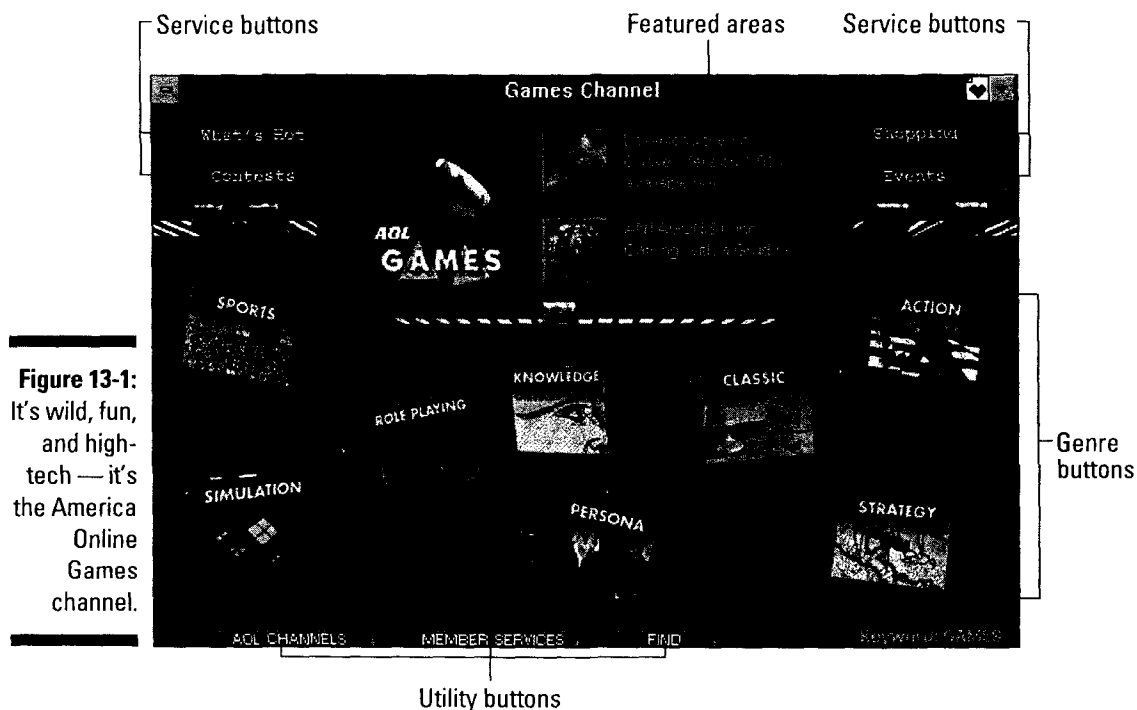 Service buttons
Featured areas
Service buttons
Games Channel
What's Hot
Shopping
Contests
Events
AOL
GAMES
SPORTS
ACTION
KNOWLEDGE
CLASSIC
ROLE PLAYING
Figure 13-1:
It's wild, fun,
and high-
tech — it's
the America
Online
Games
channel.
Genre
buttons
SIMULATION
PERSONA
STRATEGY
AOL CHANNELS
MEMBER SERVICES
FIND
Keyword: GAMES
Utility buttons